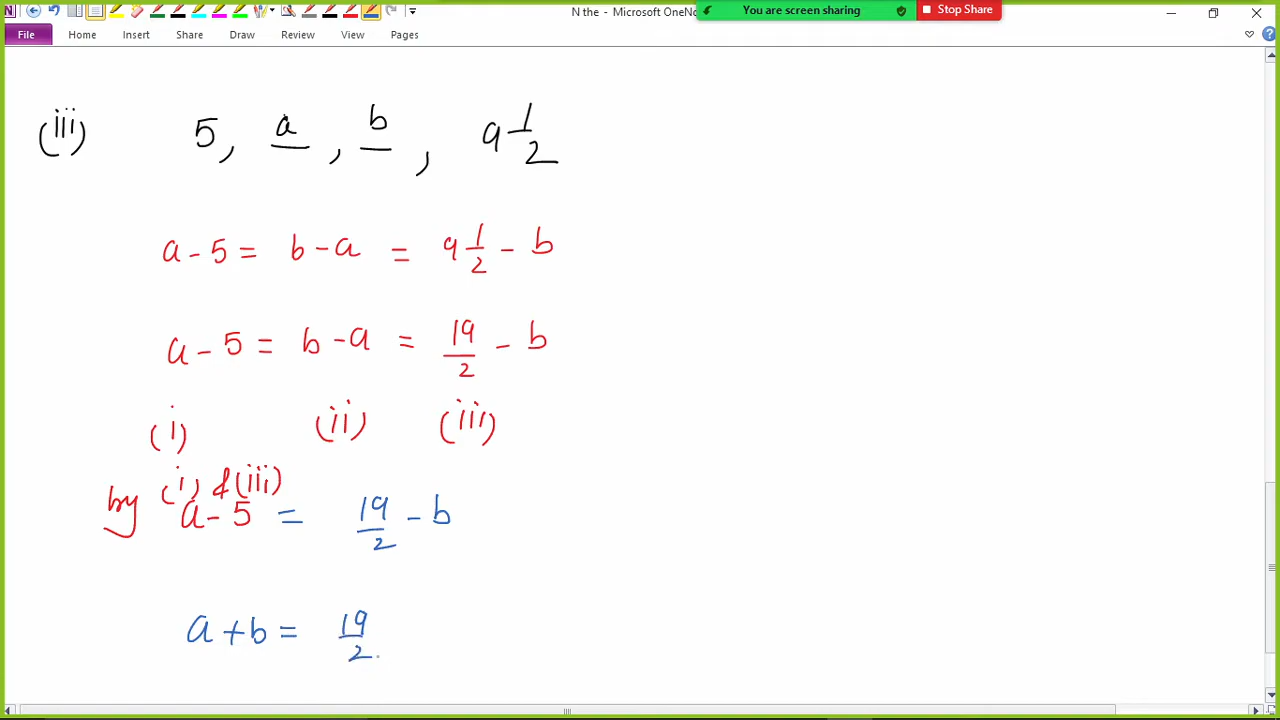 N the - Microsoft OneNo
You are screen sharing
Stop Share
File Home Insert Share Draw Review View Pages
(iii) 5, a, b, 9 1/2
a - 5 = b - a = 9 1/2 - b
a - 5 = b - a = 19/2 - b
(i) (ii) (iii)
by (i) & (iii)
a - 5 = 19/2 - b
a + b = 19/2